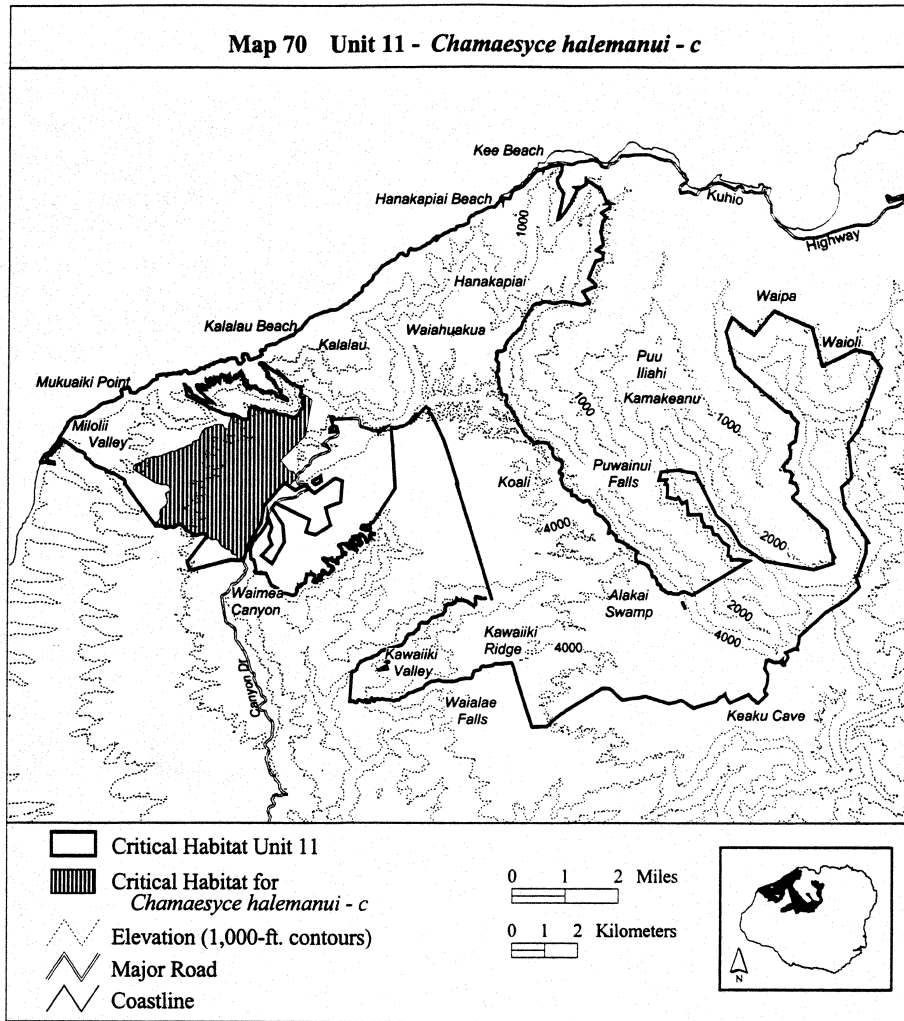 Map 70 Unit 11 - Chamaesyce halemanui - c
Kee Beach
Hanakapiai Beach
Kuhio
Highway
1000
Hanakapiai
Waipa
Kalalau Beach
Kalalau
Waiahuakua
Waioli
Mukuaiki Point
Puu
Iliahi
Kamakeanu
1000
1000
Milolii
Valley
Puwainui
Falls
Koali
4000
2000
Waimea
Canyon
Alakai
Swamp
2000
4000
Kawaiiki
Ridge
4000
Kawaiiki
Valley
Waialae
Falls
Keaku Cave
Canyon Dr
Critical Habitat Unit 11
Critical Habitat for
Chamaesyce halemanui - c
Elevation (1,000-ft. contours)
Major Road
Coastline
0 1 2 Miles
0 1 2 Kilometers
N